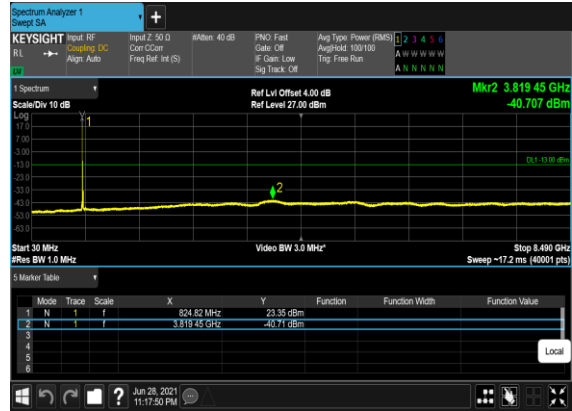 Spectrum Analyzer 1
Swept SA
+
KEYSIGHT Input: RF Input Z: 50 Ω #Atten: 40 dB PNO: Fast Avg Type: Power (RMS) 1 2 3 4 5 6
RL Coupling: DC Corr CCorr Gate: Off Avg|Hold: 100/100 A W W W W W
Align: Auto Freq Ref: Int (S) IF Gain: Low Trig: Free Run
Sig Track: Off A N N N N N
1 Spectrum Ref Lvl Offset 4.00 dB Mkr2 3.819 45 GHz
Scale/Div 10 dB Ref Level 27.00 dBm -40.707 dBm
Log
17.0
7.00
-3.00
-13.0 DL1 -13.00 dBm
-23.0
-33.0
-43.0
-53.0
-63.0
1
2
Start 30 MHz Video BW 3.0 MHz* Stop 8.490 GHz
#Res BW 1.0 MHz Sweep ~17.2 ms (40001 pts)
5 Marker Table
Mode Trace Scale X Y Function Function Width Function Value
1 N 1 f 824.82 MHz 23.35 dBm
2 N 1 f 3.819 45 GHz -40.71 dBm
3
4
5
6
Local
? Jun 28, 2021
11:17:50 PM